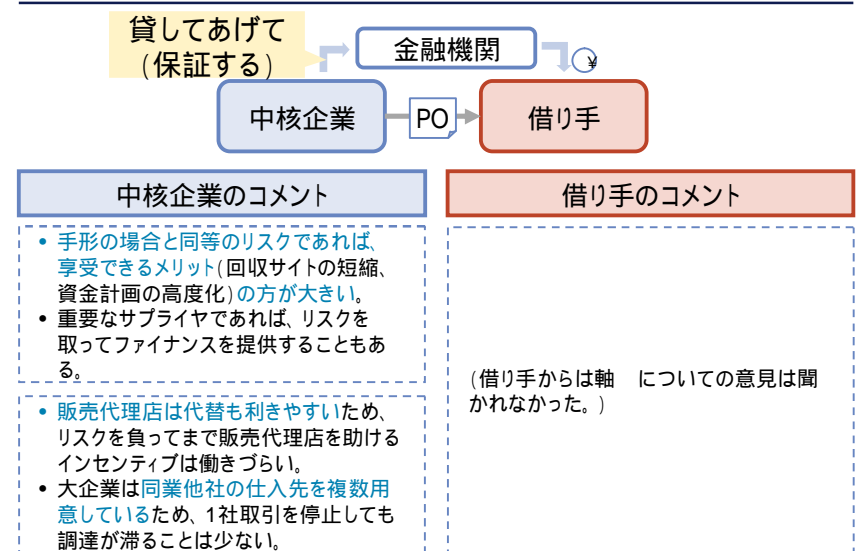 貸してあげて
(保証する)
金融機関
¥
中核企業
PO
借り手
中核企業のコメント
借り手のコメント
• 手形の場合と同等のリスクであれば、
享受できるメリット(回収サイトの短縮、
資金計画の高度化)の方が大きい。
• 重要なサプライヤであれば、リスクを
取ってファイナンスを提供することもあ
る。
• 販売代理店は代替も利きやすいため、
リスクを負ってまで販売代理店を助ける
インセンティブは働きづらい。
• 大企業は同業他社の仕入先を複数用
意しているため、1社取引を停止しても
調達が滞ることは少ない。
(借り手からは軸　についての意見は聞
かれなかった。)